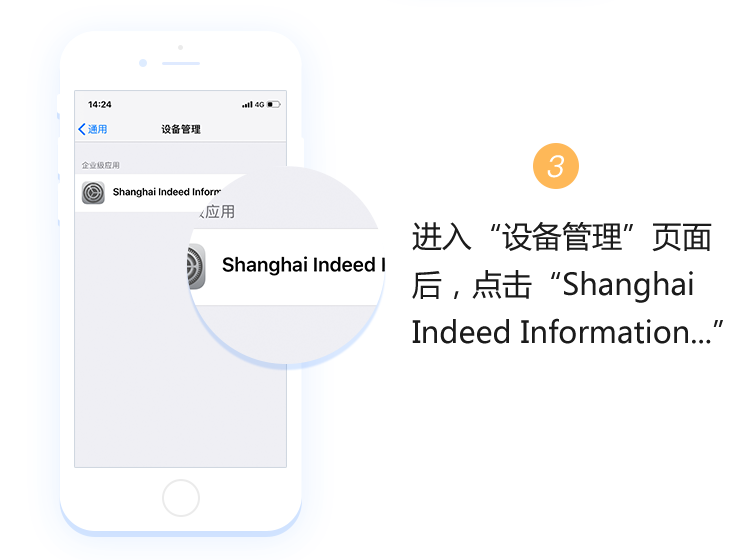 14:24
4G
通用
设备管理
企业级应用
Shanghai Indeed Inform
级应用
Shanghai Indeed I
3
进入“设备管理”页面
后，点击“Shanghai
Indeed Information...”